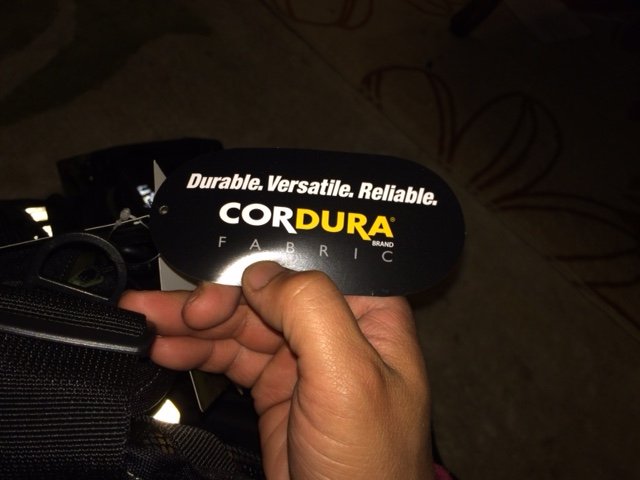 Durable. Versatile. Reliable.
CORDURA®
BRAND
FABRIC